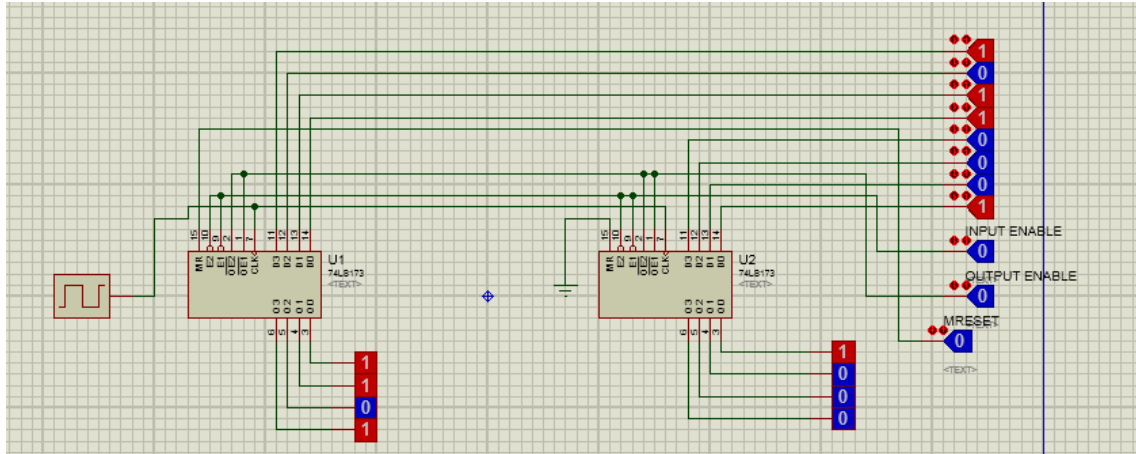 1
0
1
1
0
0
0
1
INPUT ENABLE
0
OUTPUT ENABLE
0
MRESET
0
<TEXT>
15 10 9 2 1 7 11 12 13 14
MR E2 E1 OE2 OE1 CLK D3 D2 D1 D0
U1
74LS173
<TEXT>
Q3 Q2 Q1 Q0
6 5 4 3
15 10 9 2 1 7 11 12 13 14
MR E2 E1 OE2 OE1 CLK D3 D2 D1 D0
U2
74LS173
<TEXT>
Q3 Q2 Q1 Q0
6 5 4 3
1
1
0
1
1
0
0
0